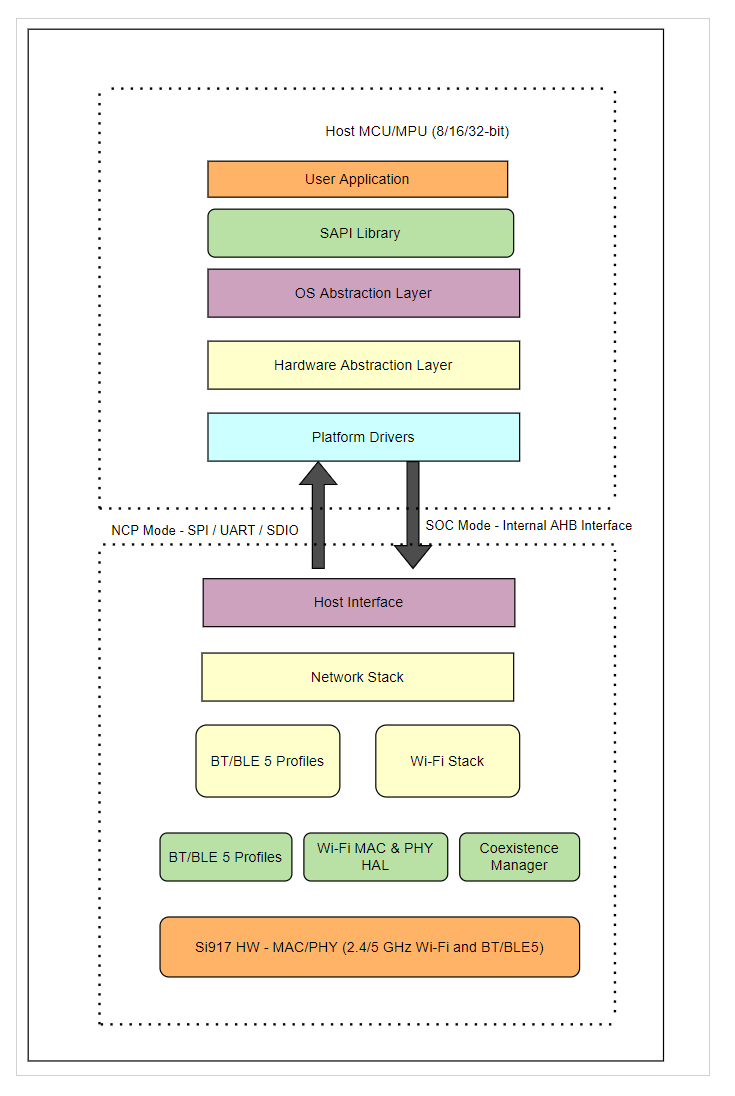 Host MCU/MPU (8/16/32-bit)
User Application
SAPI Library
OS Abstraction Layer
Hardware Abstraction Layer
Platform Drivers
NCP Mode - SPI / UART / SDIO
SOC Mode - Internal AHB Interface
Host Interface
Network Stack
BT/BLE 5 Profiles
Wi-Fi Stack
BT/BLE 5 Profiles
Wi-Fi MAC & PHY
HAL
Coexistence
Manager
Si917 HW - MAC/PHY (2.4/5 GHz Wi-Fi and BT/BLE5)